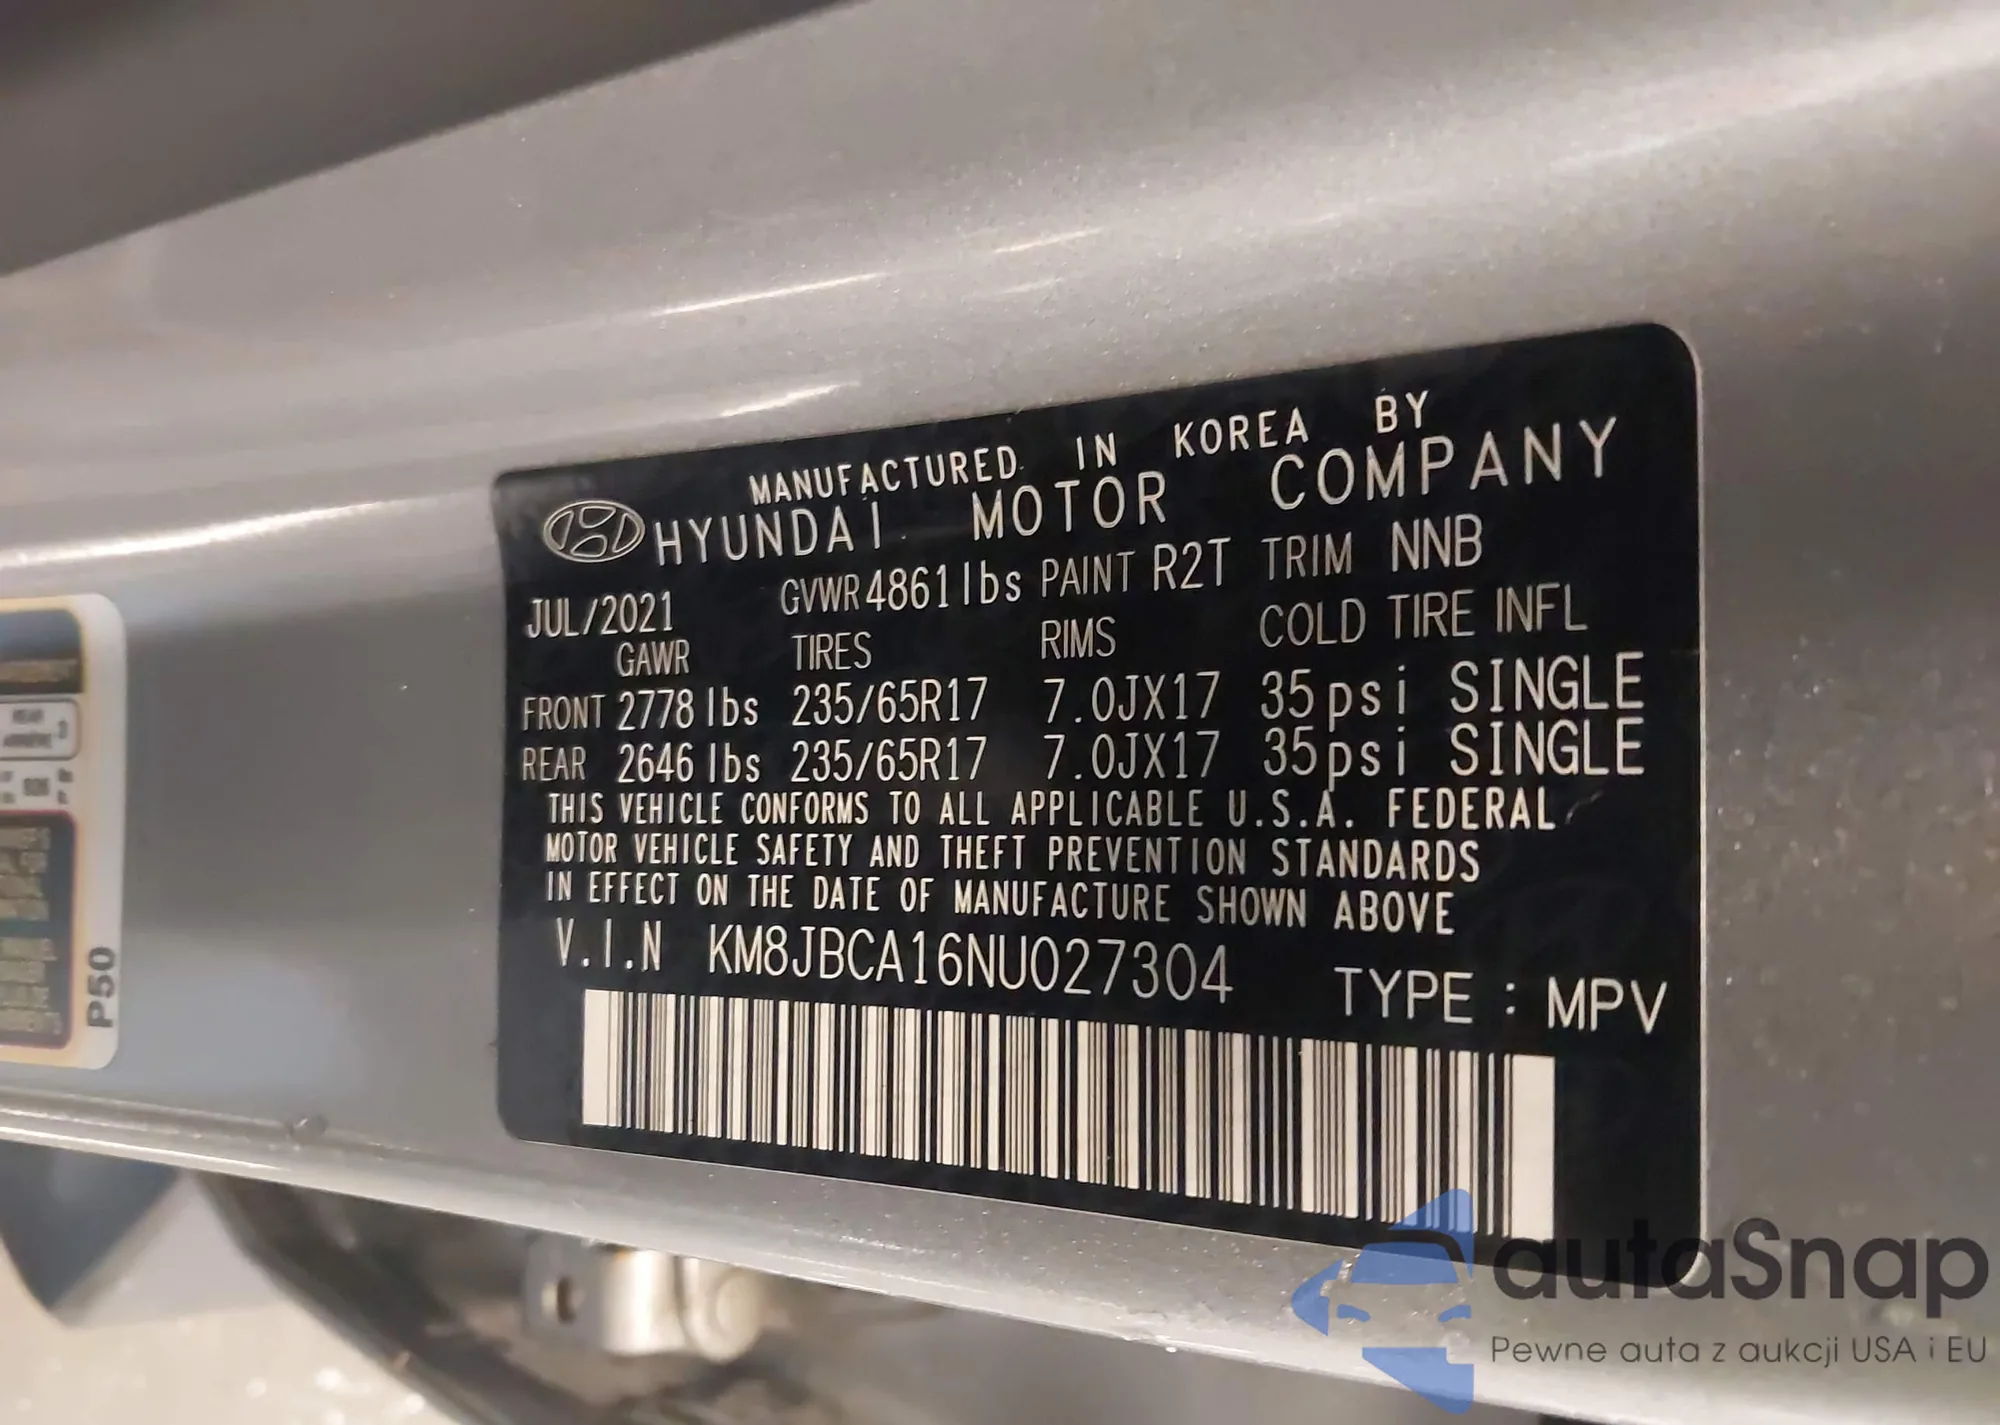 MANUFACTURED IN KOREA BY
HYUNDAI MOTOR COMPANY
JUL/2021 GVWR 4861 lbs PAINT R2T TRIM NNB
GAWR TIRES RIMS COLD TIRE INFL
FRONT 2778 lbs 235/65R17 7.0JX17 35psi SINGLE
REAR 2646 lbs 235/65R17 7.0JX17 35psi SINGLE
THIS VEHICLE CONFORMS TO ALL APPLICABLE U.S.A. FEDERAL
MOTOR VEHICLE SAFETY AND THEFT PREVENTION STANDARDS
IN EFFECT ON THE DATE OF MANUFACTURE SHOWN ABOVE
V.I.N KM8JBCA16NU027304 TYPE : MPV
P50
autaSnap
Pewne auta z aukcji USA i EU